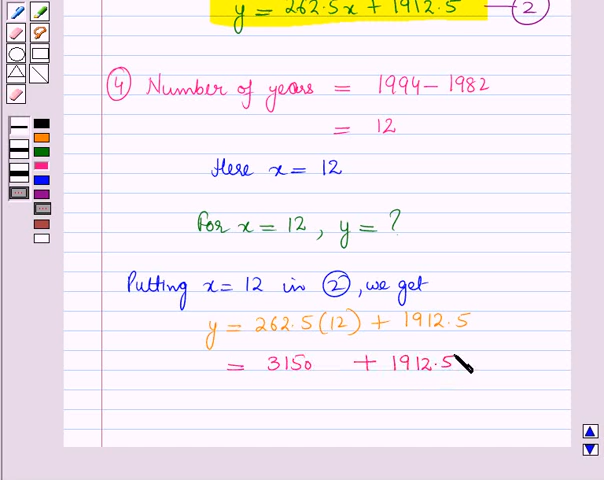 y = 262.5x + 1912.5 — ②
④ Number of years = 1994 - 1982
= 12
Here x = 12
For x = 12, y = ?
Putting x = 12 in ②, we get
y = 262.5(12) + 1912.5
= 3150 + 1912.5